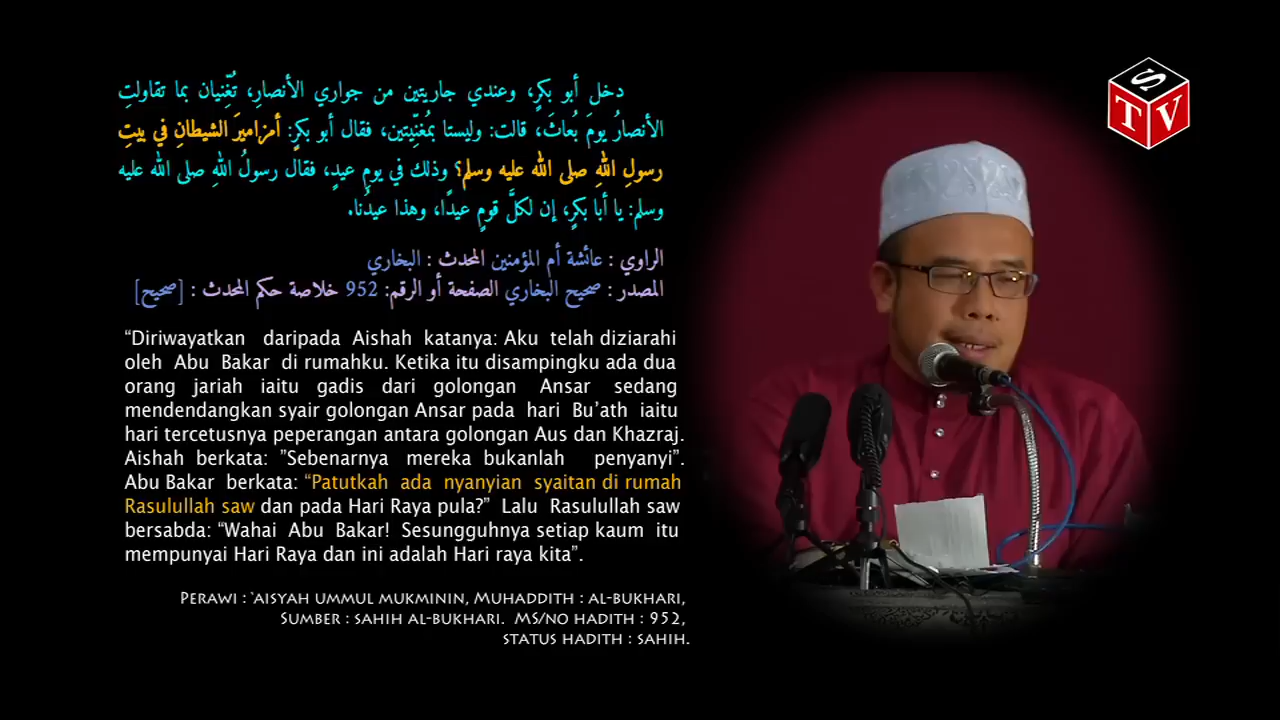 دخل أبو بكرٍ، وعندي جاريتين من جواري الأنصارِ، تُغّنِيان بما تقاولتِ
الأنصارُ يومَ بُعاثَ، قالت: وليستا بمُغنِّيتين، فقال أبو بكرٍ: أمزاميرَ الشيطانِ في بيتِ
رسولِ اللهِ صلى الله عليه وسلم؟ وذلك في يومِ عيدٍ، فقال رسولُ اللهِ صلى الله عليه
وسلم: يا أبا بكرٍ، إن لكلَّ قومٍ عيدًا، وهذا عيدُنا.
الراوي : عائشة أم المؤمنين المحدث : البخاري
المصدر : صحيح البخاري الصفحة أو الرقم: 952 خلاصة حكم المحدث : [صحيح]
“Diriwayatkan daripada Aishah katanya: Aku telah diziarahi
oleh Abu Bakar di rumahku. Ketika itu disampingku ada dua
orang jariah iaitu gadis dari golongan Ansar sedang
mendendangkan syair golongan Ansar pada hari Bu’ath iaitu
hari tercetusnya peperangan antara golongan Aus dan Khazraj.
Aishah berkata: ”Sebenarnya mereka bukanlah penyanyi”.
Abu Bakar berkata: “Patutkah ada nyanyian syaitan di rumah
Rasulullah saw dan pada Hari Raya pula?” Lalu Rasulullah saw
bersabda: “Wahai Abu Bakar! Sesungguhnya setiap kaum itu
mempunyai Hari Raya dan ini adalah Hari raya kita”.
PERAWI : ‘AISYAH UMMUL MUKMININ, MUHADDITH : AL-BUKHARI,
SUMBER : SAHIH AL-BUKHARI. MS/NO HADITH : 952,
STATUS HADITH : SAHIH.
S
TV